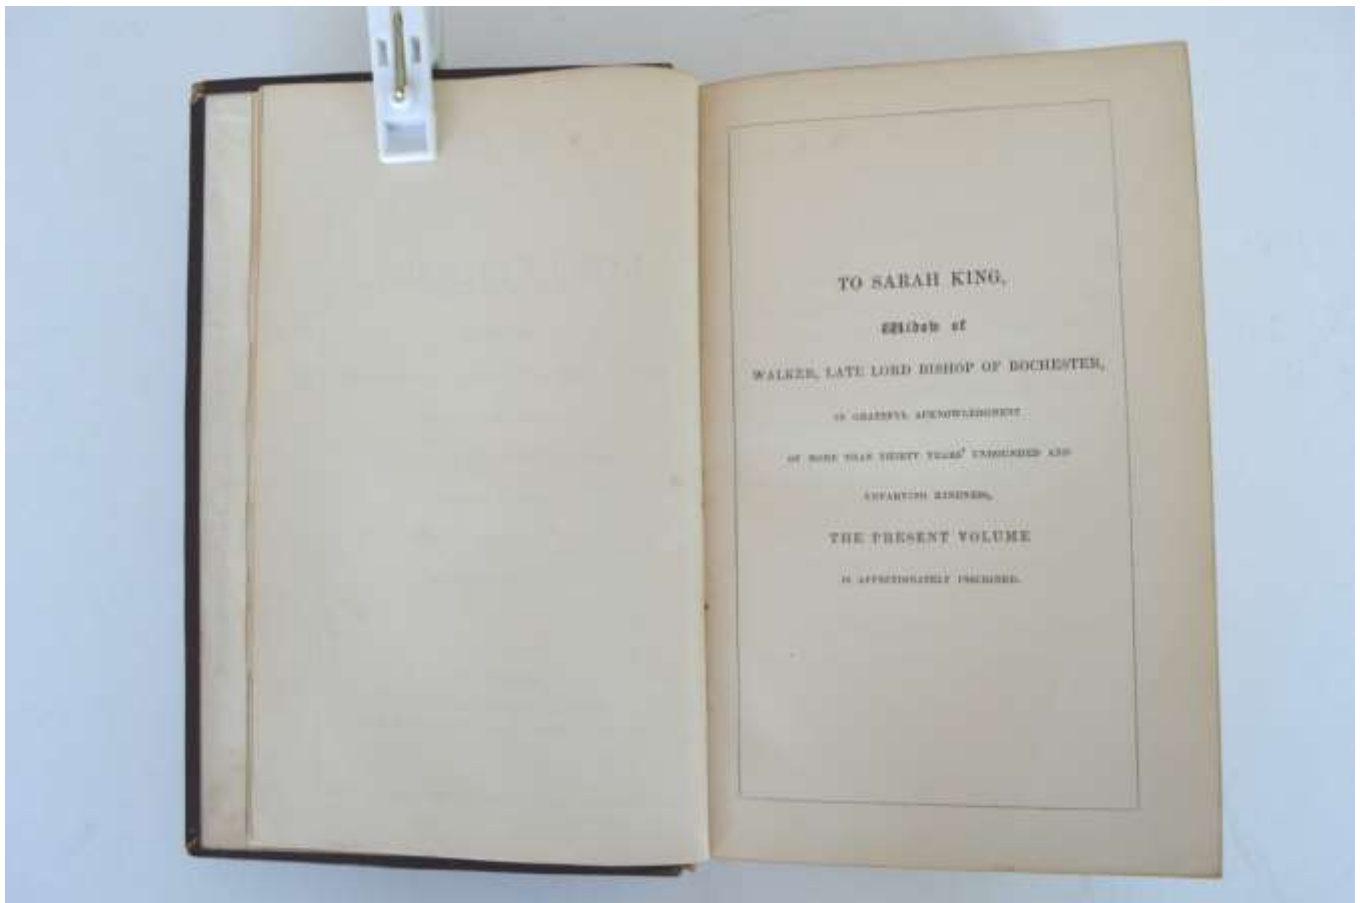 TO SARAH KING,
Widow of
WALKER, LATE LORD BISHOP OF ROCHESTER,
IN GRATEFUL ACKNOWLEDGMENT
OF MORE THAN THIRTY YEARS' UNBOUNDED AND
UNVARYING KINDNESS,
THE PRESENT VOLUME
IS AFFECTIONATELY INSCRIBED.